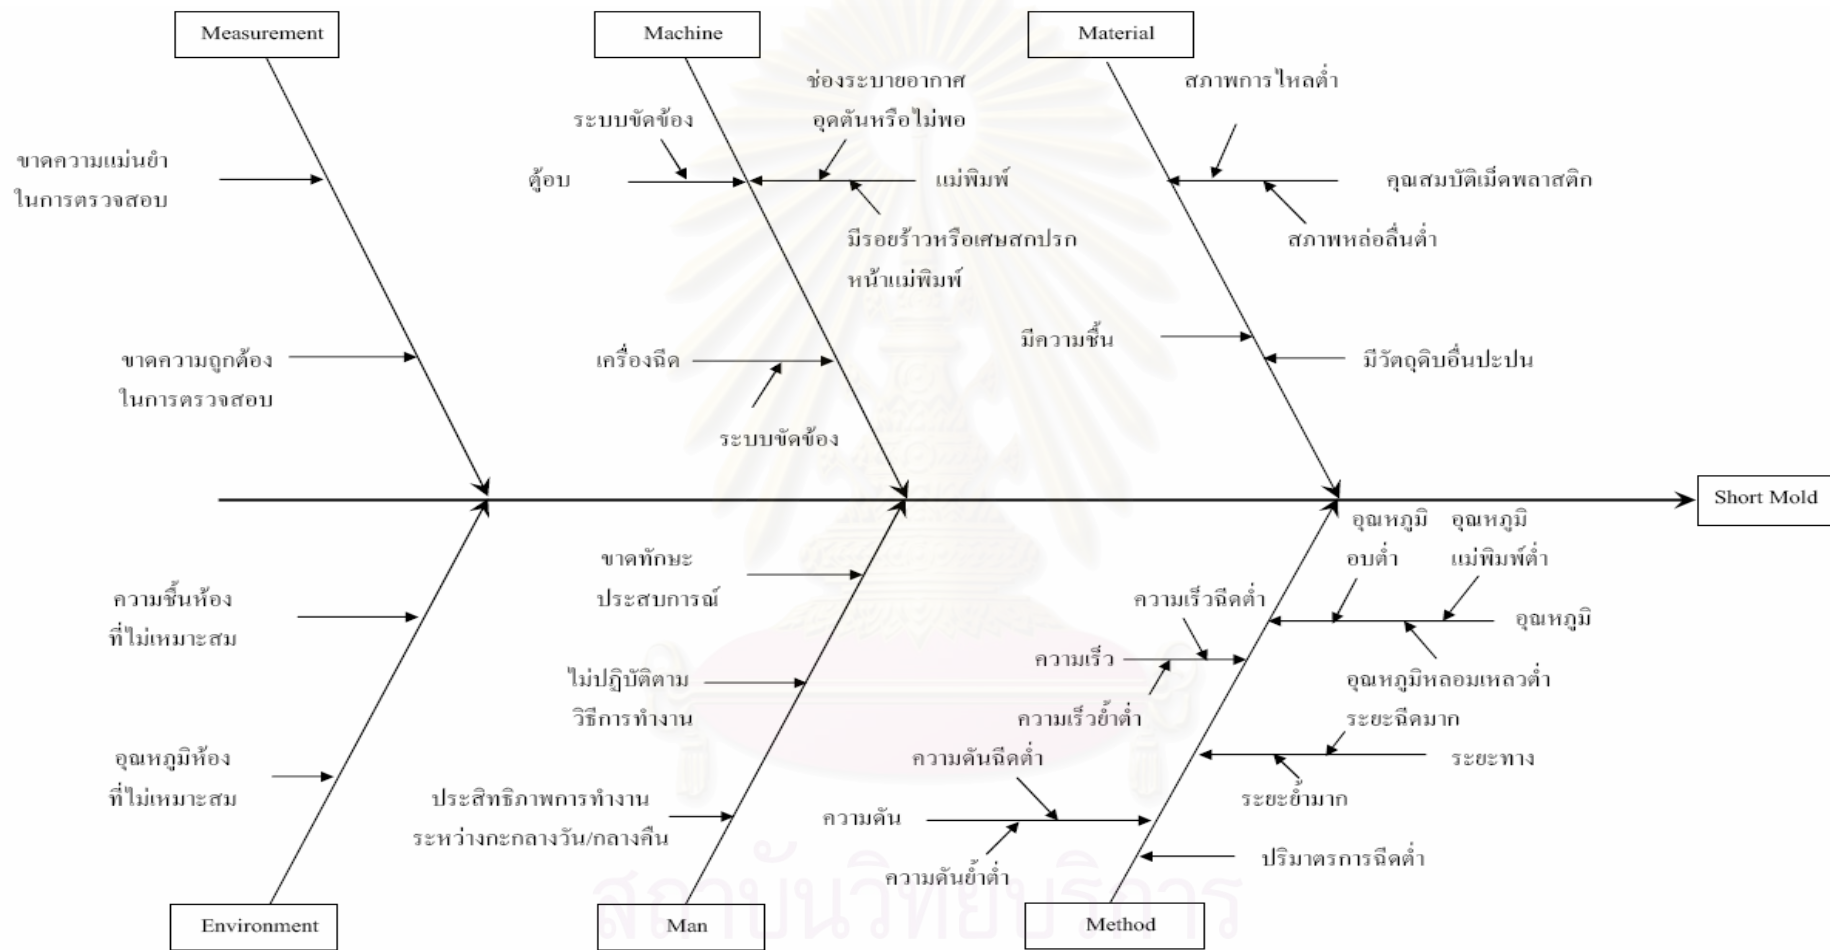 Measurement
Machine
Material
ช่องระบายอากาศ
อุดตันหรือไม่พอ
ระบบขัดข้อง
สภาพการไหลต่ำ
ขาดความแม่นยำ
ในการตรวจสอบ
ตู้อบ
แม่พิมพ์
คุณสมบัติเม็ดพลาสติก
มีรอยร้าวหรือเศษสกปรก
หน้าแม่พิมพ์
สภาพหล่อลื่นต่ำ
ขาดความถูกต้อง
ในการตรวจสอบ
เครื่องฉีด
ระบบขัดข้อง
มีความชื้น
มีวัตถุดิบอื่นปะปน
Short Mold
ความชื้นห้อง
ที่ไม่เหมาะสม
ขาดทักษะ
ประสบการณ์
อุณหภูมิ
อบต่ำ
อุณหภูมิ
แม่พิมพ์ต่ำ
ความเร็วฉีดต่ำ
อุณหภูมิ
ความเร็ว
อุณหภูมิหลอมเหลวต่ำ
ไม่ปฏิบัติตาม
วิธีการทำงาน
ความเร็วย้ำต่ำ
ระยะฉีดมาก
อุณหภูมิห้อง
ที่ไม่เหมาะสม
ความดันฉีดต่ำ
ระยะทาง
ระยะย้ำมาก
ประสิทธิภาพการทำงาน
ระหว่างกะกลางวัน/กลางคืน
ความดัน
ความดันย้ำต่ำ
ปริมาตรการฉีดต่ำ
สถาบันวิทยบริการ
Environment
Man
Method